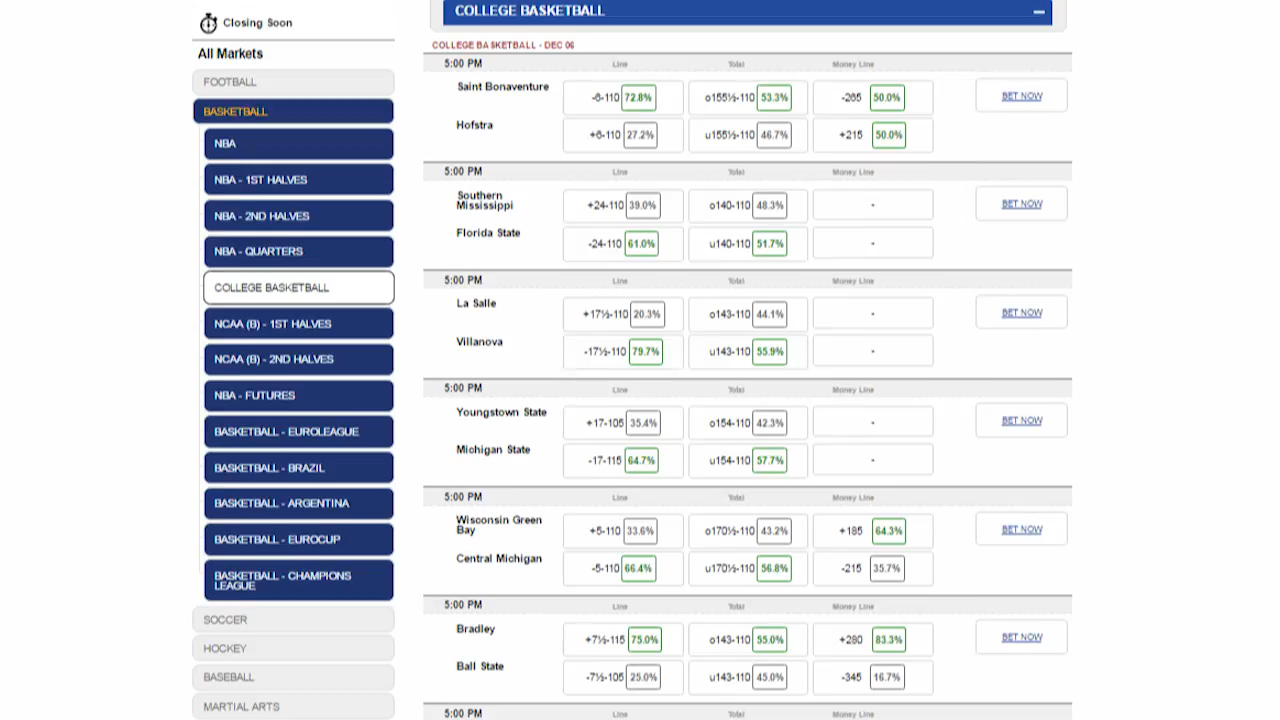 Closing Soon
All Markets
FOOTBALL
BASKETBALL
NBA
NBA - 1ST HALVES
NBA - 2ND HALVES
NBA - QUARTERS
COLLEGE BASKETBALL
NCAA (B) - 1ST HALVES
NCAA (B) - 2ND HALVES
NBA - FUTURES
BASKETBALL - EUROLEAGUE
BASKETBALL - BRAZIL
BASKETBALL - ARGENTINA
BASKETBALL - EUROCUP
BASKETBALL - CHAMPIONS
LEAGUE
SOCCER
HOCKEY
BASEBALL
MARTIAL ARTS
COLLEGE BASKETBALL
COLLEGE BASKETBALL - DEC 06
5:00 PM Line Total Money Line
Saint Bonaventure -6-110 72.8% o155½-110 53.3% -265 50.0% BET NOW
Hofstra +6-110 27.2% u155½-110 46.7% +215 50.0%
5:00 PM Line Total Money Line
Southern
Mississippi +24-110 39.0% o140-110 48.3% - BET NOW
Florida State -24-110 61.0% u140-110 51.7% -
5:00 PM Line Total Money Line
La Salle +17½-110 20.3% o143-110 44.1% - BET NOW
Villanova -17½-110 79.7% u143-110 55.9% -
5:00 PM Line Total Money Line
Youngstown State +17-105 35.4% o154-110 42.3% - BET NOW
Michigan State -17-115 64.7% u154-110 57.7% -
5:00 PM Line Total Money Line
Wisconsin Green
Bay +5-110 33.6% o170½-110 43.2% +185 64.3% BET NOW
Central Michigan -5-110 66.4% u170½-110 56.8% -215 35.7%
5:00 PM Line Total Money Line
Bradley +7½-115 75.0% o143-110 55.0% +280 83.3% BET NOW
Ball State -7½-105 25.0% u143-110 45.0% -345 16.7%
5:00 PM Line Total Money Line